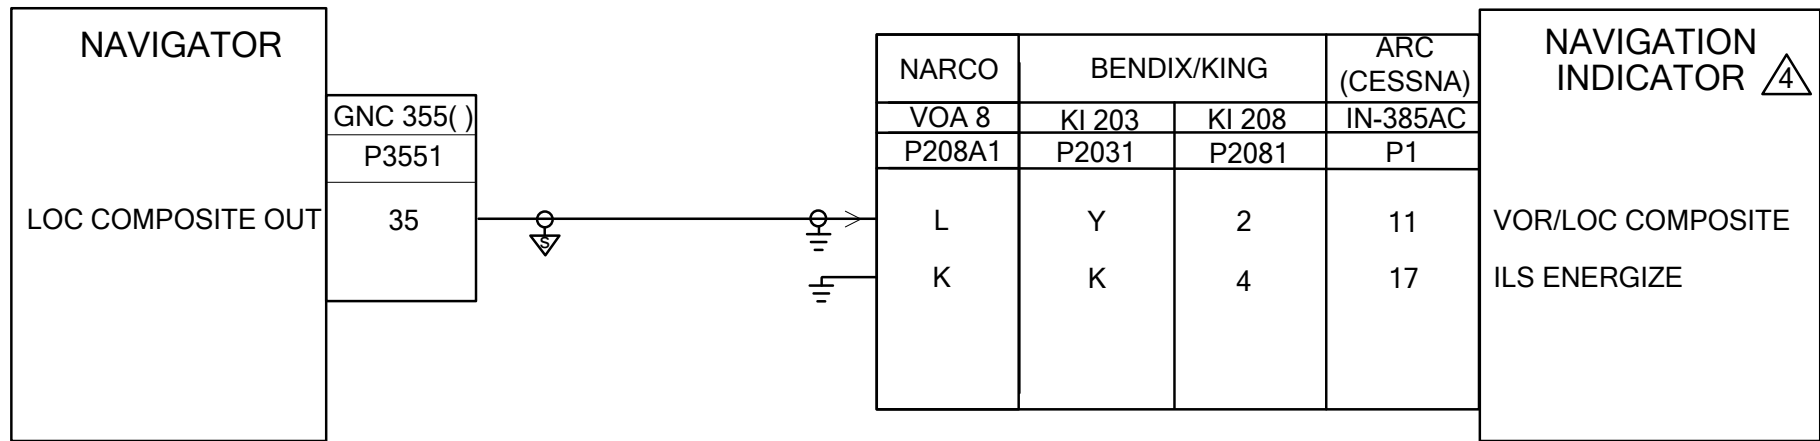 NAVIGATOR
GNC 355( )
P3551
LOC COMPOSITE OUT 35
S
NARCO BENDIX/KING ARC (CESSNA)
VOA 8 KI 203 KI 208 IN-385AC
P208A1 P2031 P2081 P1
L Y 2 11 VOR/LOC COMPOSITE
K K 4 17 ILS ENERGIZE
NAVIGATION
INDICATOR 4